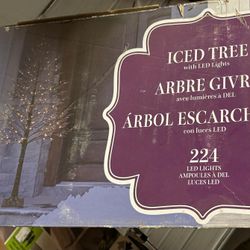 ICED TREE
with LED Lights
ARBRE GIVR
avec lumières à DEL
ÁRBOL ESCARCH
con luces LED
224
LED LIGHTS
AMPOULES À DEL
LUCES LED